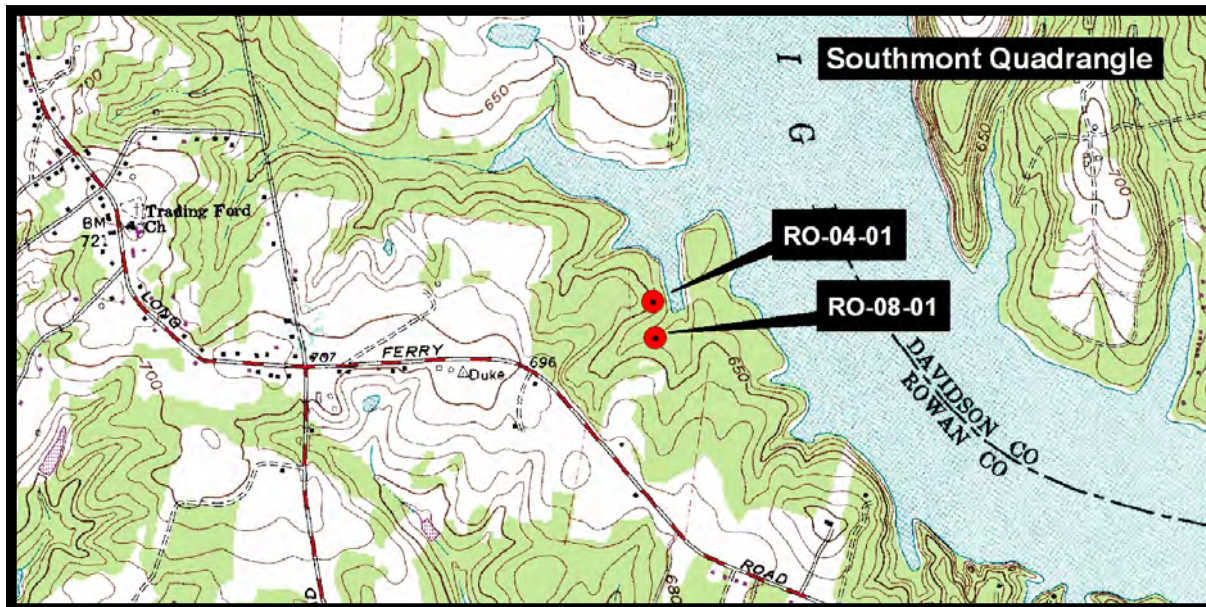 Southmont Quadrangle
I
G
700
650
650
700
Trading Ford
Ch
BM
721
RO-04-01
RO-08-01
LONG
FERRY
ROAD
707
696
Duke
700
650
DAVIDSON CO
ROWAN CO
680